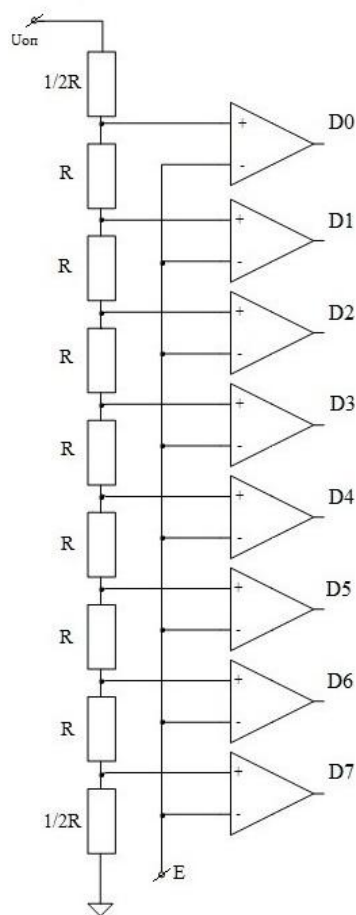 Uоп
1/2R
+
-
D0
R
+
-
D1
R
+
-
D2
R
+
-
D3
R
+
-
D4
R
+
-
D5
R
+
-
D6
R
+
-
D7
1/2R
E